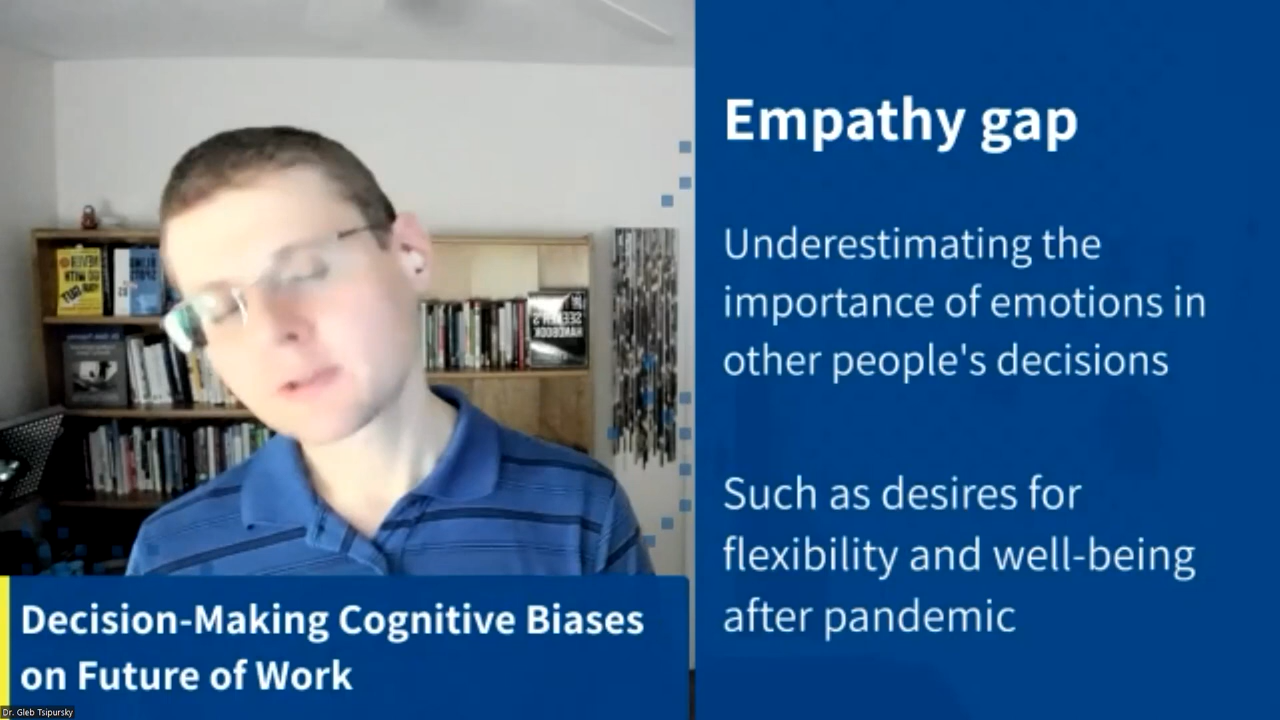 Empathy gap
Underestimating the
importance of emotions in
other people's decisions
Such as desires for
flexibility and well-being
after pandemic
Decision-Making Cognitive Biases
on Future of Work
Dr. Gleb Tsipursky